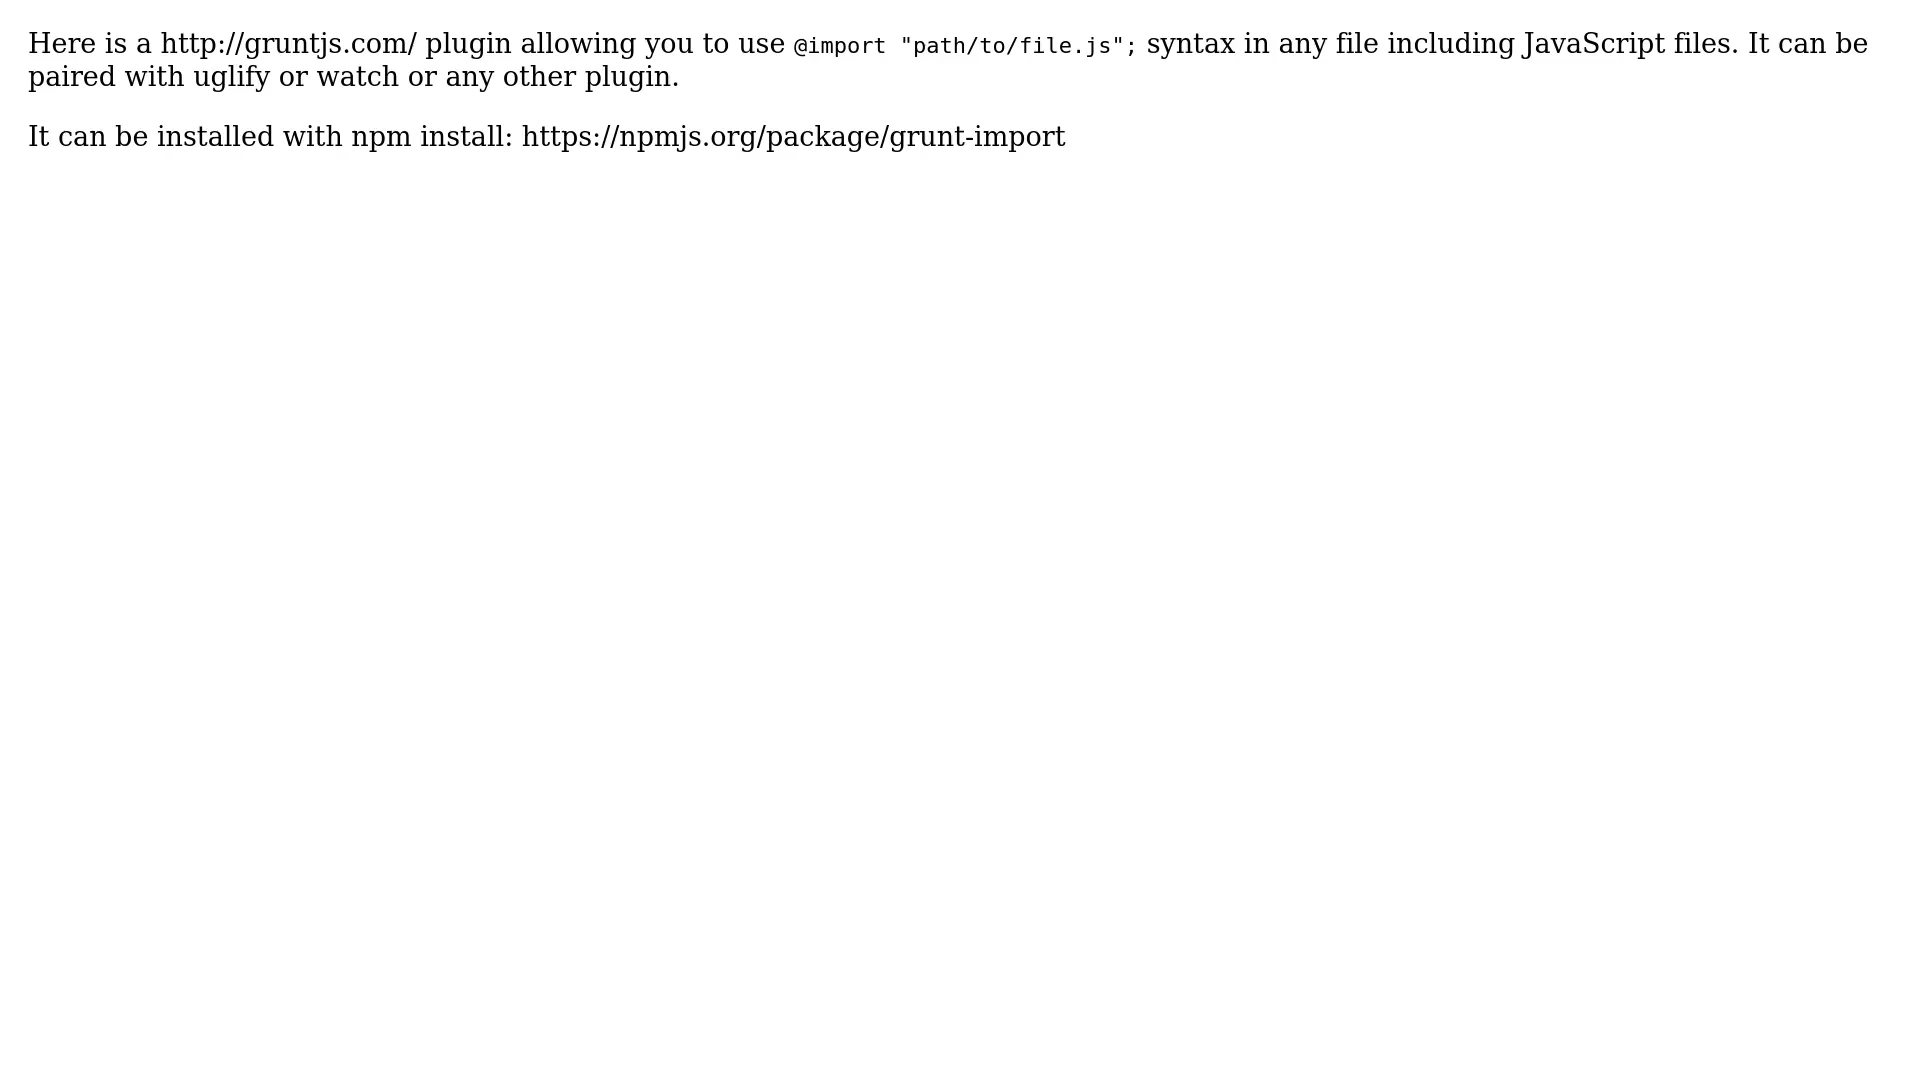 Here is a http://gruntjs.com/ plugin allowing you to use @import "path/to/file.js"; syntax in any file including JavaScript files. It can be
paired with uglify or watch or any other plugin.
It can be installed with npm install: https://npmjs.org/package/grunt-import